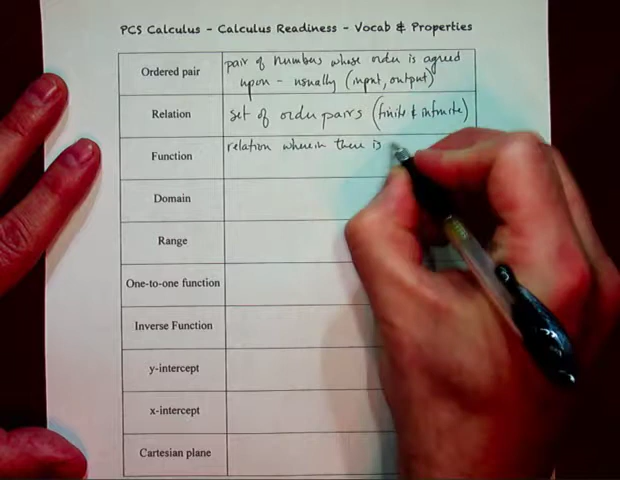 PCS Calculus - Calculus Readiness - Vocab & Properties
Ordered pair
pair of numbers whose order is agreed
upon - usually (input, output)
Relation
set of order pairs (finite & infinite)
Function
relation wherein there is
Domain
Range
One-to-one function
Inverse Function
y-intercept
x-intercept
Cartesian plane